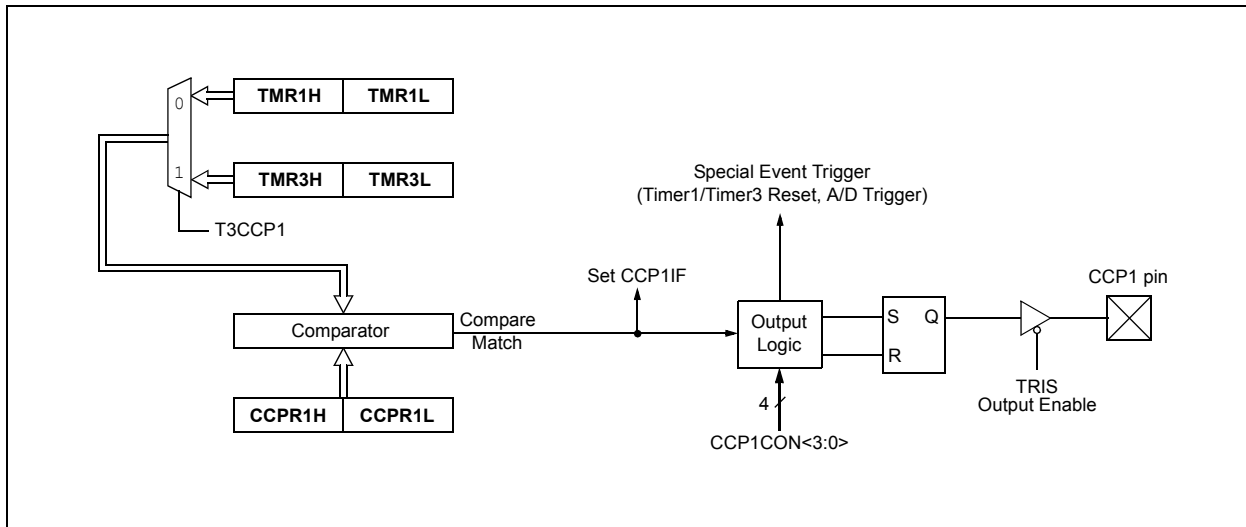 0
TMR1H TMR1L
1
TMR3H TMR3L
T3CCP1
Special Event Trigger
(Timer1/Timer3 Reset, A/D Trigger)
Set CCP1IF
CCP1 pin
Comparator
Compare
Match
Output
Logic
S Q
R
TRIS
Output Enable
CCPR1H CCPR1L
4
CCP1CON<3:0>